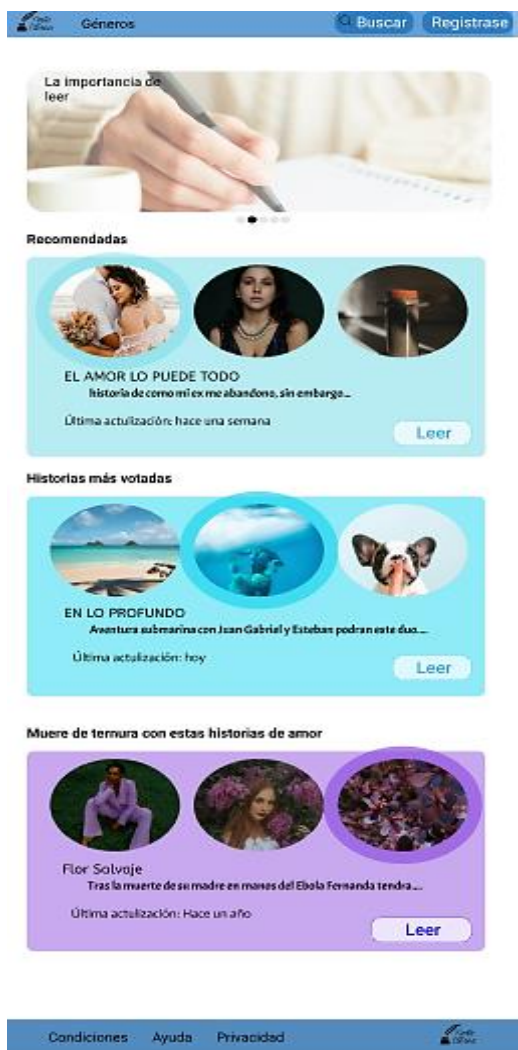 Géneros
Buscar
Registrase
La importancia de
leer
Recomendadas
EL AMOR LO PUEDE TODO
historia de como mi ex me abandono, sin embargo...
Última actulización: hace una semana
Leer
Historias más votadas
EN LO PROFUNDO
Aventura submarina con Juan Gabriel y Esteban podran este duo....
Última actulización: hoy
Leer
Muere de ternura con estas historias de amor
Flor Salvaje
Tras la muerte de su madre en manos del Ebola Fernanda tendra....
Última actulización: Hace un año
Leer
Condiciones
Ayuda
Privacidad